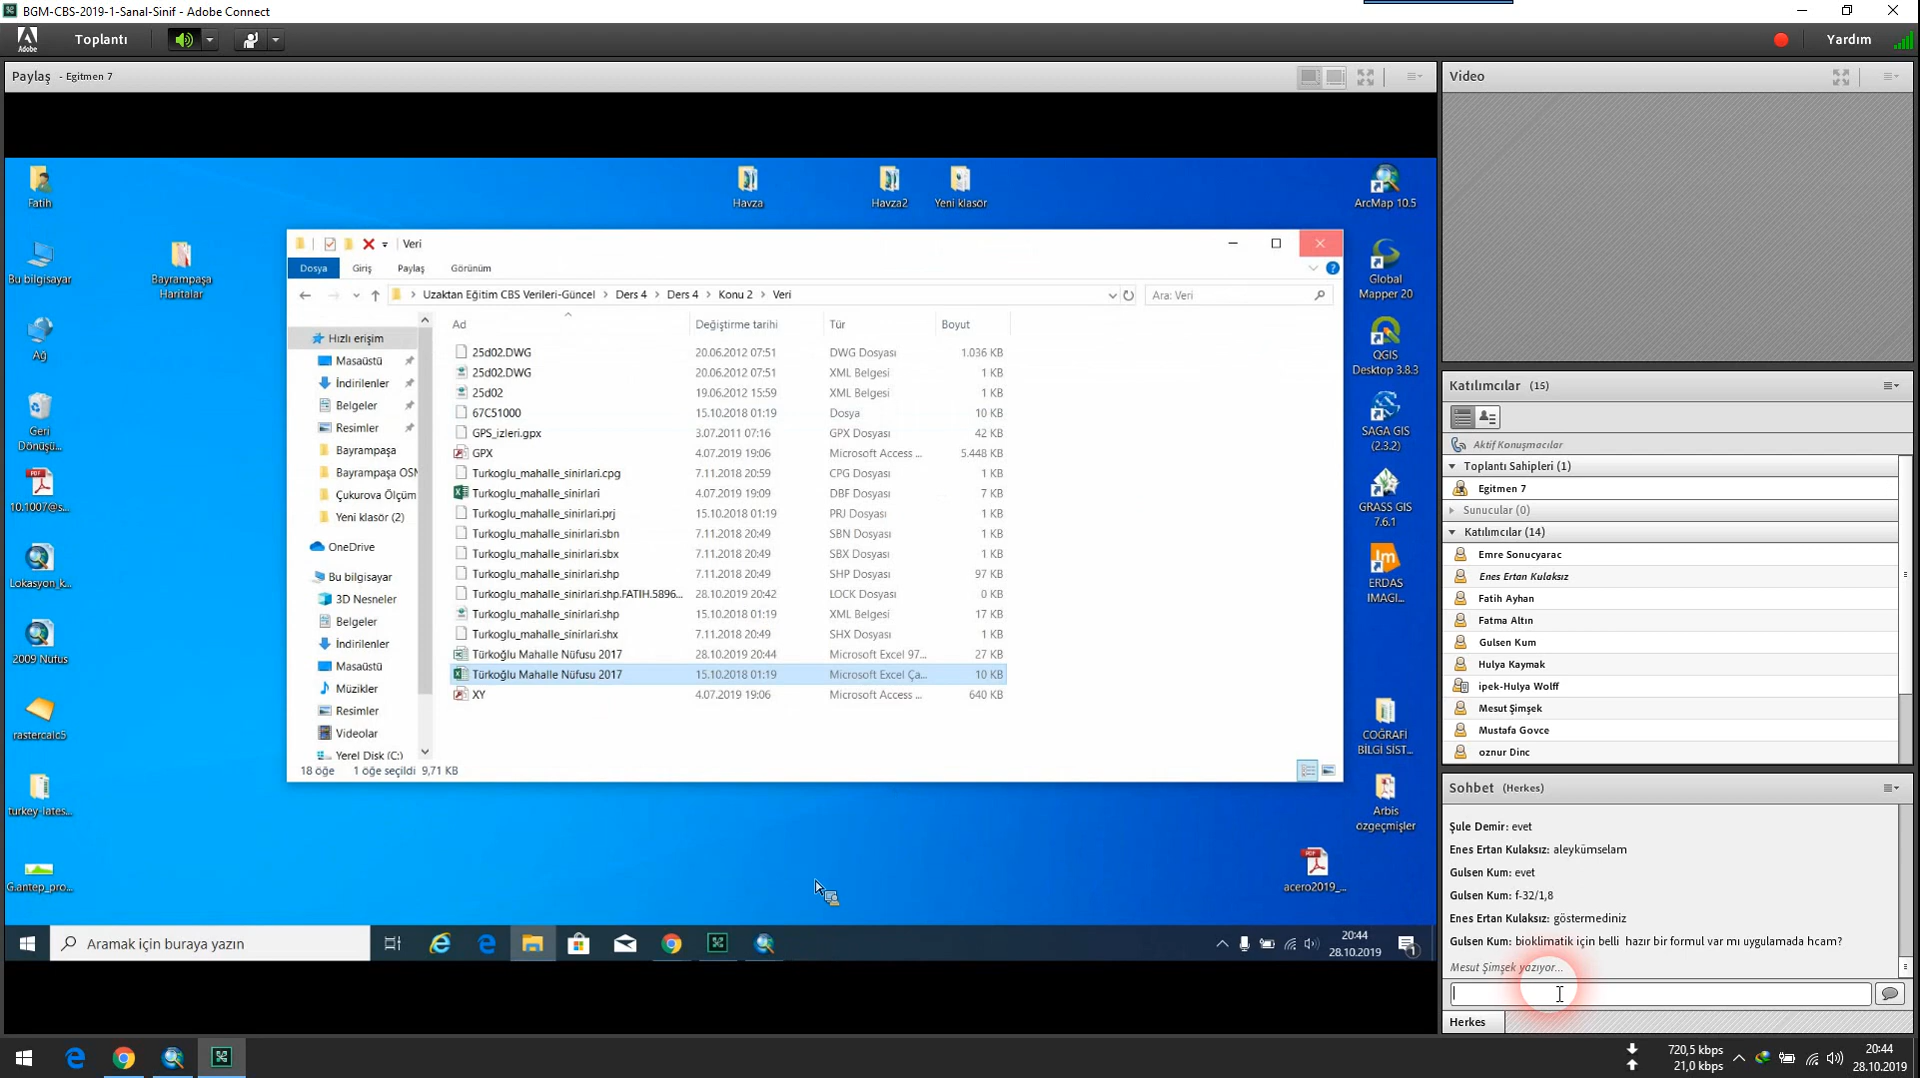 BGM-CBS-2019-1-Sanal-Sinif - Adobe Connect
Adobe
Toplantı
Yardım
Paylaş - Egitmen 7
Fatih
Havza
Havza2
Yeni klasör
ArcMap 10.5
Bu bilgisayar
Bayrampaşa
Haritalar
Global
Mapper 20
Ağ
QGIS
Desktop 3.8.3
Geri
Dönüşü...
SAGA GIS
(2.3.2)
10.1007@s...
GRASS GIS
7.6.1
Lokasyon_k...
ERDAS
IMAGI...
2009 Nufus
rastercalc5
COĞRAFİ
BİLGİ SİST...
turkey-lates...
Arbis
özgeçmişler
G.antep_pro...
acero2019_...
Veri
Dosya
Giriş
Paylaş
Görünüm
Uzaktan Eğitim CBS Verileri-Güncel > Ders 4 > Ders 4 > Konu 2 > Veri
Ara: Veri
Hızlı erişim
Masaüstü
İndirilenler
Belgeler
Resimler
Bayrampaşa
Bayrampaşa OSN
Çukurova Ölçüm
Yeni klasör (2)
OneDrive
Bu bilgisayar
3D Nesneler
Belgeler
İndirilenler
Masaüstü
Müzikler
Resimler
Videolar
Yerel Disk (C:)
Ad Değiştirme tarihi Tür Boyut
25d02.DWG 20.06.2012 07:51 DWG Dosyası 1.036 KB
25d02.DWG 20.06.2012 07:51 XML Belgesi 1 KB
25d02 19.06.2012 15:59 XML Belgesi 1 KB
67C51000 15.10.2018 01:19 Dosya 10 KB
GPS_izleri.gpx 3.07.2011 07:16 GPX Dosyası 42 KB
GPX 4.07.2019 19:06 Microsoft Access ... 5.448 KB
Turkoglu_mahalle_sinirlari.cpg 7.11.2018 20:59 CPG Dosyası 1 KB
Turkoglu_mahalle_sinirlari 4.07.2019 19:09 DBF Dosyası 7 KB
Turkoglu_mahalle_sinirlari.prj 15.10.2018 01:19 PRJ Dosyası 1 KB
Turkoglu_mahalle_sinirlari.sbn 7.11.2018 20:49 SBN Dosyası 1 KB
Turkoglu_mahalle_sinirlari.sbx 7.11.2018 20:49 SBX Dosyası 1 KB
Turkoglu_mahalle_sinirlari.shp 7.11.2018 20:49 SHP Dosyası 97 KB
Turkoglu_mahalle_sinirlari.shp.FATIH.5896... 28.10.2019 20:42 LOCK Dosyası 0 KB
Turkoglu_mahalle_sinirlari.shp 15.10.2018 01:19 XML Belgesi 17 KB
Turkoglu_mahalle_sinirlari.shx 7.11.2018 20:49 SHX Dosyası 1 KB
Türkoğlu Mahalle Nüfusu 2017 28.10.2019 20:44 Microsoft Excel 97... 27 KB
Türkoğlu Mahalle Nüfusu 2017 15.10.2018 01:19 Microsoft Excel Ça... 10 KB
XY 4.07.2019 19:06 Microsoft Access ... 640 KB
18 öğe 1 öğe seçildi 9,71 KB
Aramak için buraya yazın
20:44
28.10.2019
1
Video
Katılımcılar (15)
Aktif Konuşmacılar
Toplantı Sahipleri (1)
Egitmen 7
Sunucular (0)
Katılımcılar (14)
Emre Sonucyarac
Enes Ertan Kulaksız
Fatih Ayhan
Fatma Altın
Gulsen Kum
Hulya Kaymak
ipek-Hulya Wolff
Mesut Şimşek
Mustafa Govce
oznur Dinc
Sohbet (Herkes)
Şule Demir: evet
Enes Ertan Kulaksız: aleykümselam
Gulsen Kum: evet
Gulsen Kum: f-32/1,8
Enes Ertan Kulaksız: göstermediniz
Gulsen Kum: bioklimatik için belli hazır bir formul var mı uygulamada hcam?
Mesut Şimşek yazıyor...
Herkes
720,5 kbps
21,0 kbps
20:44
28.10.2019